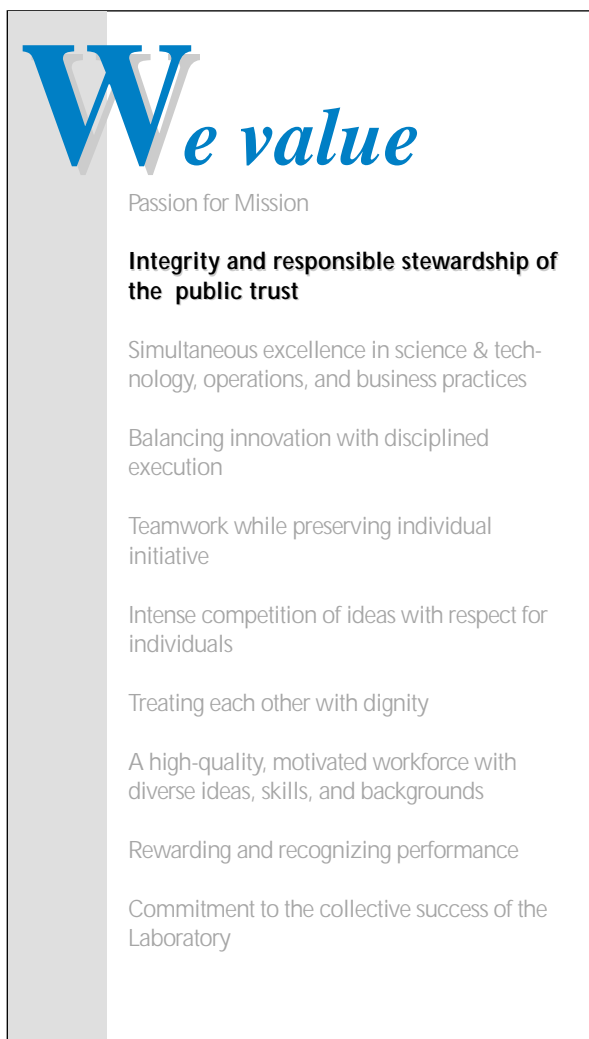 We value
Passion for Mission
Integrity and responsible stewardship of
the public trust
Simultaneous excellence in science & tech-
nology, operations, and business practices
Balancing innovation with disciplined
execution
Teamwork while preserving individual
initiative
Intense competition of ideas with respect for
individuals
Treating each other with dignity
A high-quality, motivated workforce with
diverse ideas, skills, and backgrounds
Rewarding and recognizing performance
Commitment to the collective success of the
Laboratory